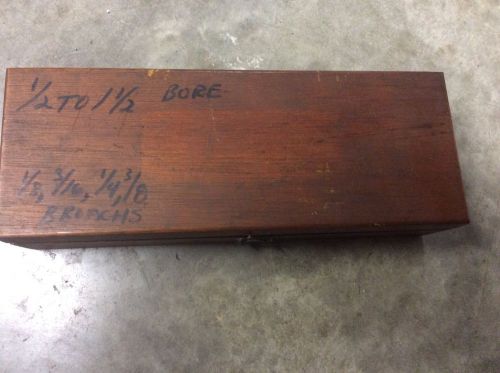 1/2 TO 1 1/2 BORE
1/8, 3/16, 1/4, 3/8
BROACHS